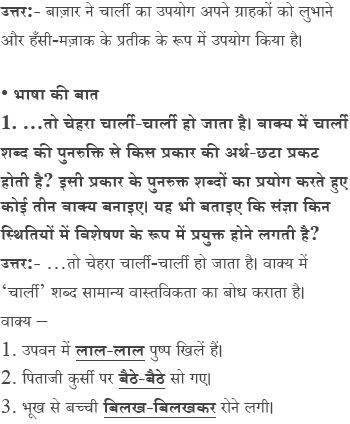 उत्तर:- बाज़ार ने चार्ली का उपयोग अपने ग्राहकों को लुभाने
और हँसी-मज़ाक के प्रतीक के रूप में उपयोग किया है।
• भाषा की बात
1. …तो चेहरा चार्ली-चार्ली हो जाता है। वाक्य में चार्ली
शब्द की पुनरुक्ति से किस प्रकार की अर्थ-छटा प्रकट
होती है? इसी प्रकार के पुनरुक्त शब्दों का प्रयोग करते हुए
कोई तीन वाक्य बनाइए। यह भी बताइए कि संज्ञा किन
स्थितियों में विशेषण के रूप में प्रयुक्त होने लगती है?
उत्तर:- …तो चेहरा चार्ली-चार्ली हो जाता है। वाक्य में
‘चार्ली’ शब्द सामान्य वास्तविकता का बोध कराता है।
वाक्य –
1. उपवन में लाल-लाल पुष्प खिलें हैं।
2. पिताजी कुर्सी पर बैठे-बैठे सो गए।
3. भूख से बच्ची बिलख-बिलखकर रोने लगी।